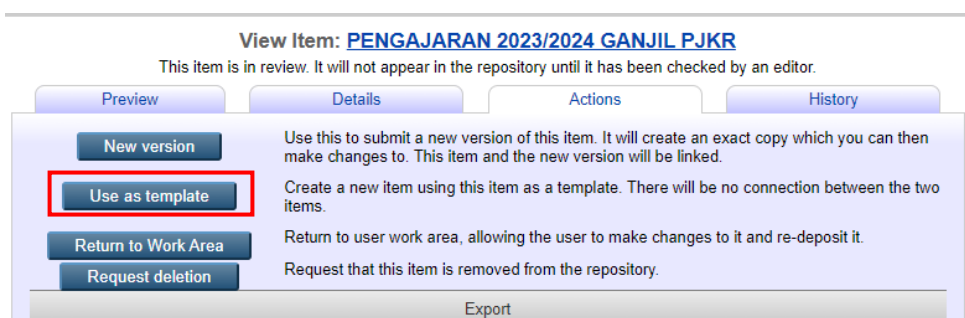 View Item: PENGAJARAN 2023/2024 GANJIL PJKR
This item is in review. It will not appear in the repository until it has been checked by an editor.
Preview
Details
Actions
History
New version
Use this to submit a new version of this item. It will create an exact copy which you can then
make changes to. This item and the new version will be linked.
Use as template
Create a new item using this item as a template. There will be no connection between the two
items.
Return to Work Area
Return to user work area, allowing the user to make changes to it and re-deposit it.
Request deletion
Request that this item is removed from the repository.
Export